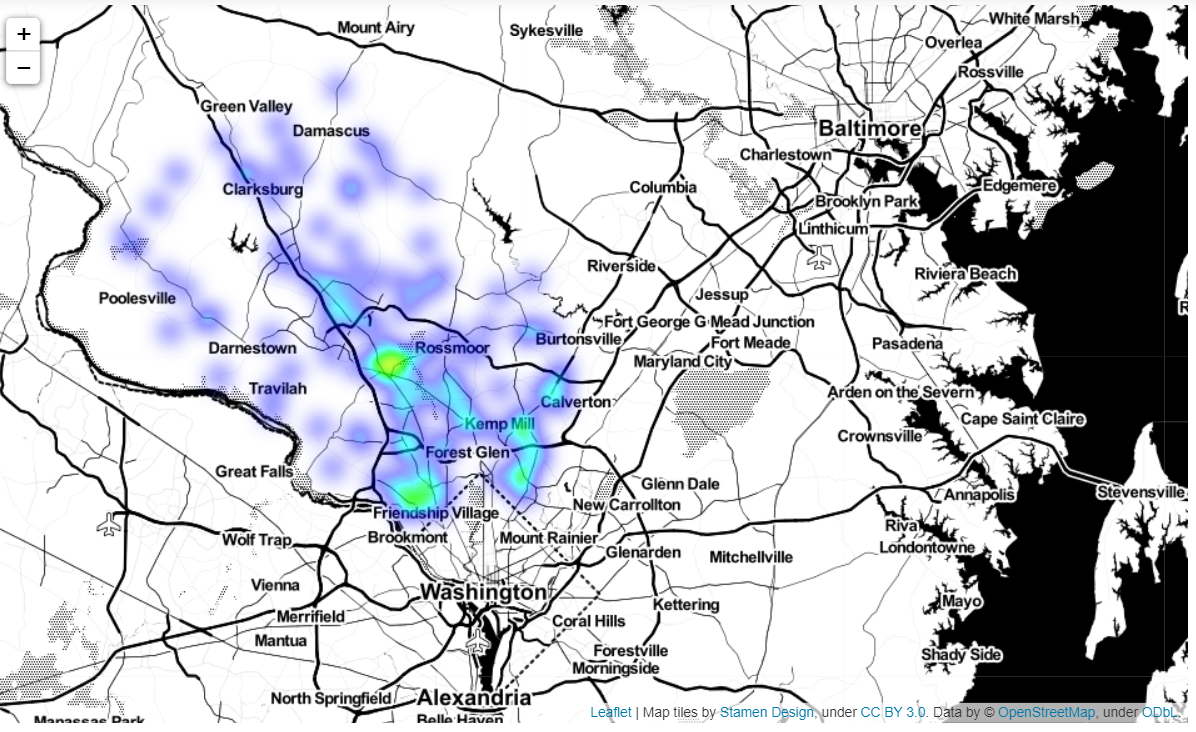 +
−
Mount Airy
Sykesville
White Marsh
Overlea
Rossville
Green Valley
Damascus
Baltimore
Charlestown
Clarksburg
Columbia
Edgemere
Brooklyn Park
Linthicum
Riverside
Riviera Beach
Poolesville
Jessup
Fort George G Mead Junction
Burtonsville
Fort Meade
Pasadena
Darnestown
Rossmoor
Maryland City
Travilah
Arden on the Severn
Calverton
Cape Saint Claire
Kemp Mill
Crownsville
Forest Glen
Great Falls
Glenn Dale
Annapolis
Stevensville
New Carrollton
Friendship Village
Riva
Brookmont
Mount Rainier
Wolf Trap
Londontowne
Glenarden
Mitchellville
Vienna
Washington
Mayo
Kettering
Merrifield
Coral Hills
Mantua
Forestville
Shady Side
Morningside
North Springfield
Alexandria
Leaflet | Map tiles by Stamen Design, under CC BY 3.0. Data by © OpenStreetMap, under ODbL.
Manassas Park
Belle Haven